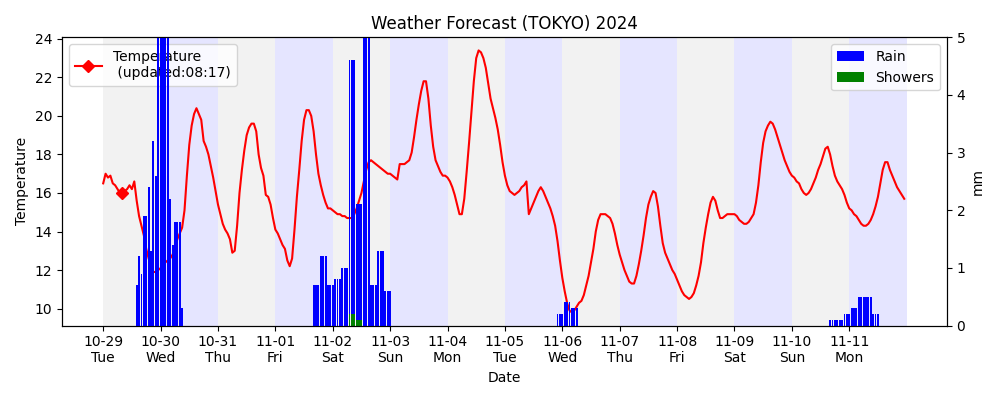 Weather Forecast (TOKYO) 2024
Temperature
(updated:08:17)
Rain
Showers
Temperature
24
22
20
18
16
14
12
10
5
4
3
2
1
0
mm
10-29 10-30 10-31 11-01 11-02 11-03 11-04 11-05 11-06 11-07 11-08 11-09 11-10 11-11
Tue Wed Thu Fri Sat Sun Mon Tue Wed Thu Fri Sat Sun Mon
Date